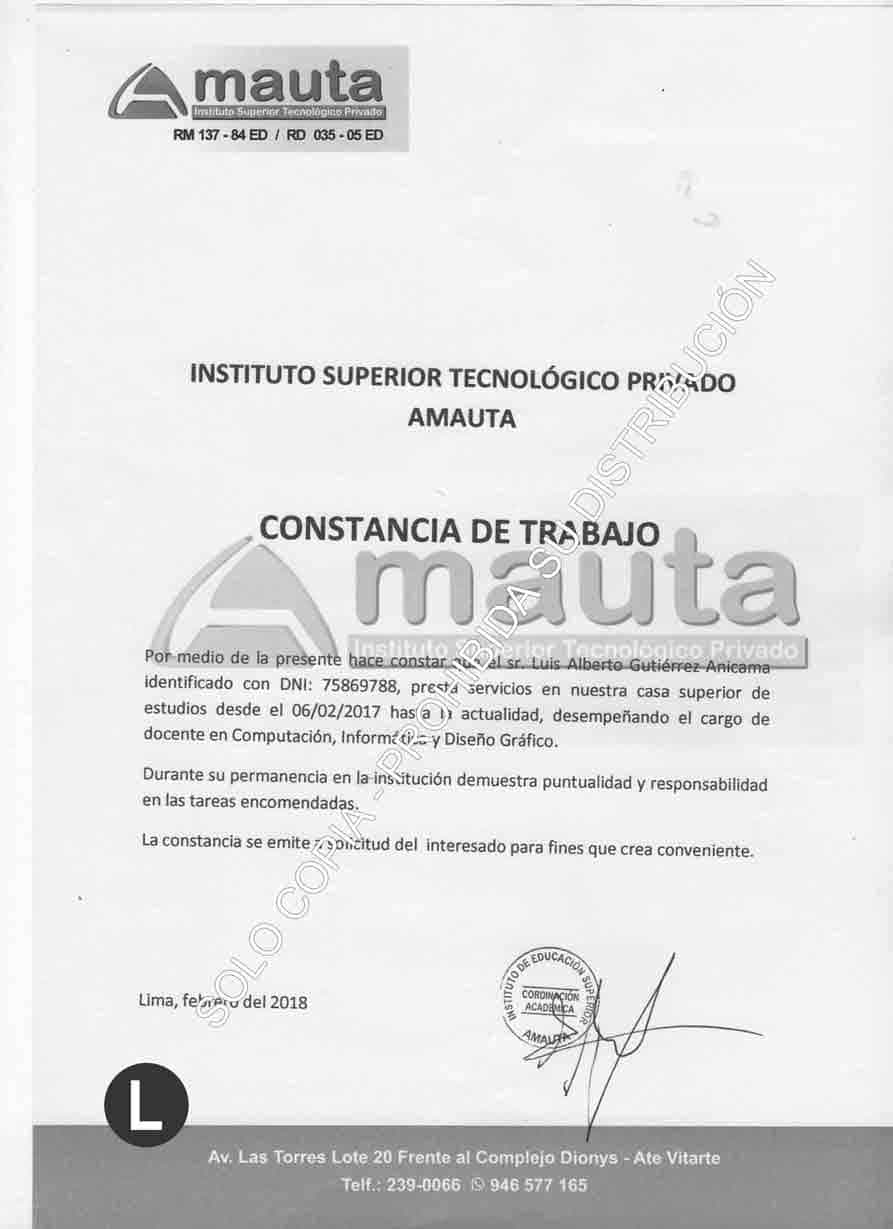 Amauta
Instituto Superior Tecnológico Privado
RM 137 - 84 ED / RD 035 - 05 ED
INSTITUTO SUPERIOR TECNOLÓGICO PRIVADO
AMAUTA
CONSTANCIA DE TRABAJO
Amauta
Instituto Superior Tecnológico Privado
Por medio de la presente hace constar que el sr. Luis Alberto Gutiérrez Anicama
identificado con DNI: 75869788, presta servicios en nuestra casa superior de
estudios desde el 06/02/2017 hasta la actualidad, desempeñando el cargo de
docente en Computación, Informática y Diseño Gráfico.
Durante su permanencia en la institución demuestra puntualidad y responsabilidad
en las tareas encomendadas.
La constancia se emite a solicitud del interesado para fines que crea conveniente.
SOLO COPIA - PROHIBIDA SU DISTRIBUCIÓN
Lima, febrero del 2018
INSTITUTO DE EDUCACIÓN SUPERIOR
CORDINACIÓN
ACADEMICA
AMAUTA
L
Av. Las Torres Lote 20 Frente al Complejo Dionys - Ate Vitarte
Telf.: 239-0066 946 577 165